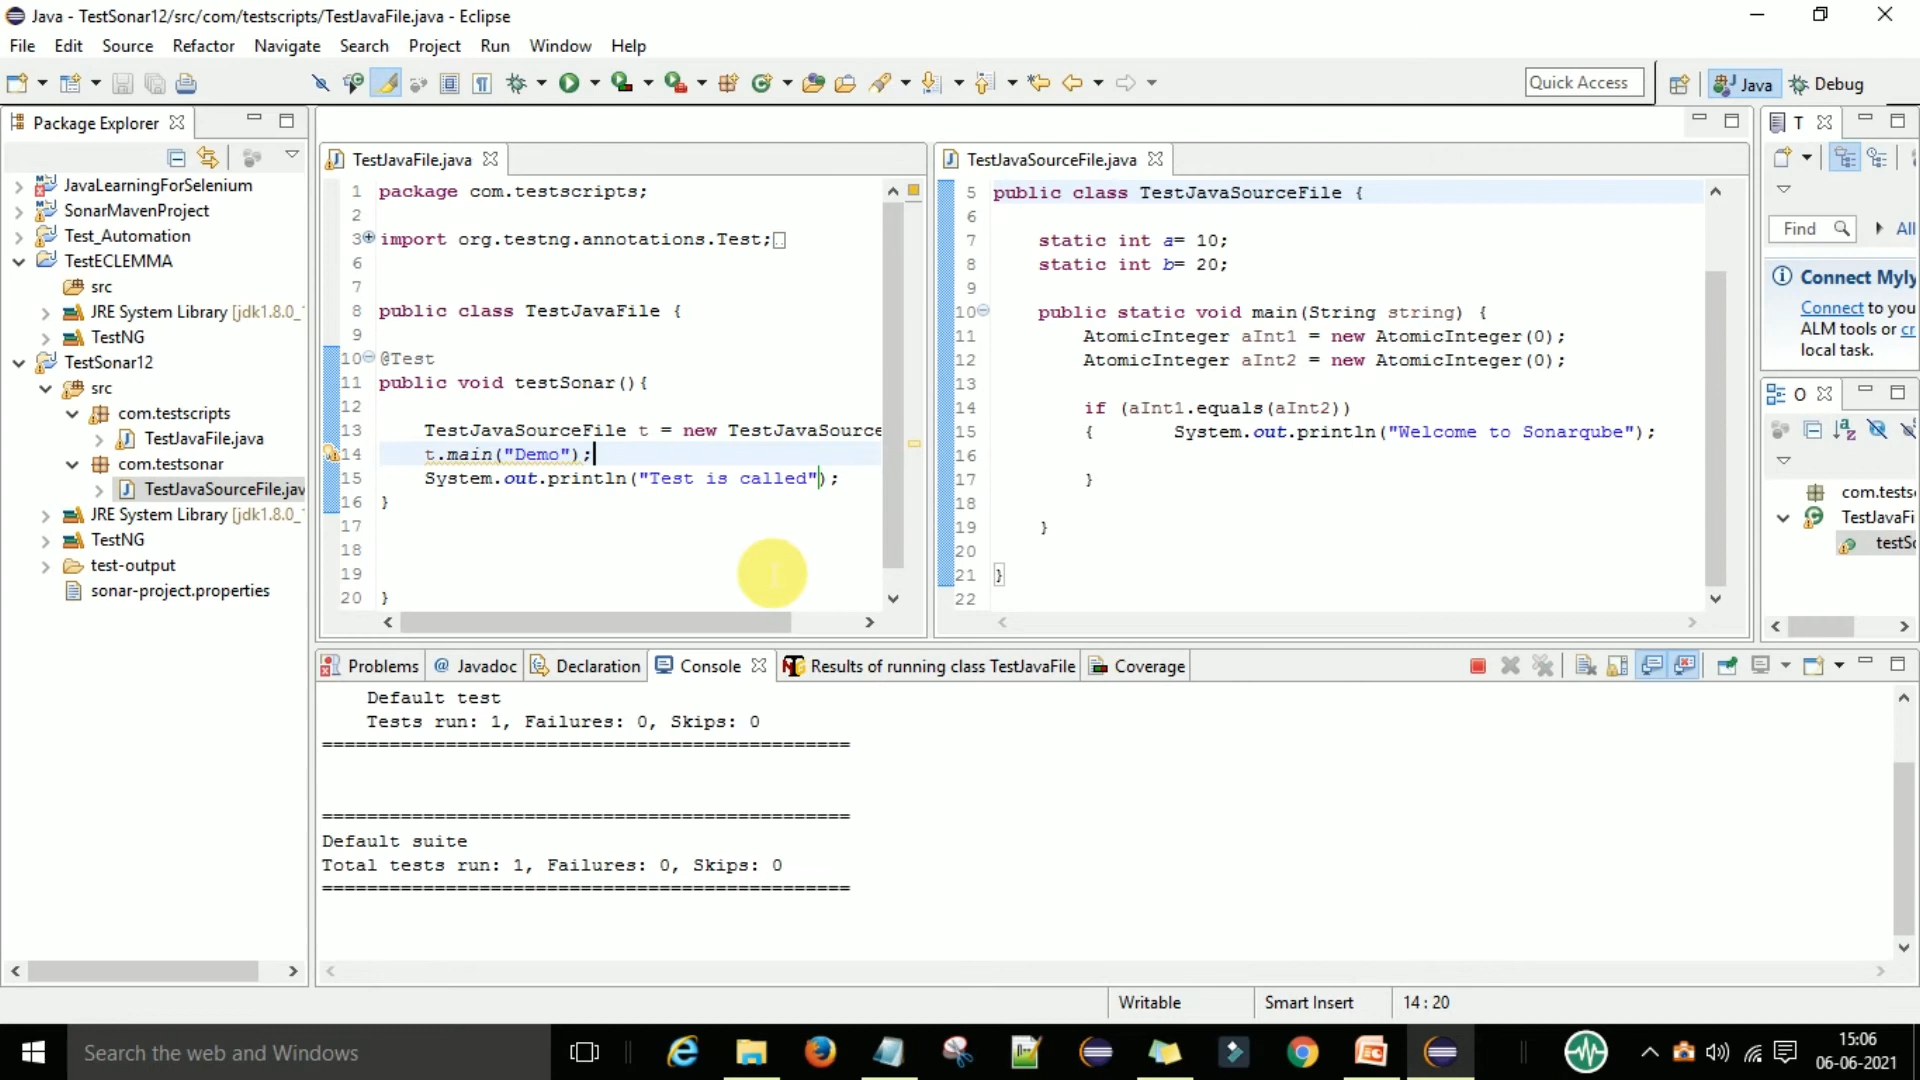 Java - TestSonar12/src/com/testscripts/TestJavaFile.java - Eclipse
File Edit Source Refactor Navigate Search Project Run Window Help
Quick Access
Java
Debug
Package Explorer
JavaLearningForSelenium
SonarMavenProject
Test_Automation
TestECLEMMA
src
JRE System Library [jdk1.8.0_
TestNG
TestSonar12
src
com.testscripts
TestJavaFile.java
com.testsonar
TestJavaSourceFile.jav
JRE System Library [jdk1.8.0_
TestNG
test-output
sonar-project.properties
TestJavaFile.java
1 package com.testscripts;
2
3 import org.testng.annotations.Test;
6
7
8 public class TestJavaFile {
9
10 @Test
11 public void testSonar(){
12
13 TestJavaSourceFile t = new TestJavaSource
14 t.main("Demo");
15 System.out.println("Test is called");
16 }
17
18
19
20 }
TestJavaSourceFile.java
5 public class TestJavaSourceFile {
6
7 static int a= 10;
8 static int b= 20;
9
10 public static void main(String string) {
11 AtomicInteger aInt1 = new AtomicInteger(0);
12 AtomicInteger aInt2 = new AtomicInteger(0);
13
14 if (aInt1.equals(aInt2))
15 { System.out.println("Welcome to Sonarqube");
16
17 }
18
19 }
20
21 }
22
T
Find
All
Connect Myly
Connect to you
ALM tools or cr
local task.
O
com.tests
TestJavaFi
testSo
Problems @ Javadoc Declaration Console Results of running class TestJavaFile Coverage
Default test
Tests run: 1, Failures: 0, Skips: 0
===============================================
===============================================
Default suite
Total tests run: 1, Failures: 0, Skips: 0
===============================================
Writable Smart Insert 14 : 20
Search the web and Windows
15:06
06-06-2021